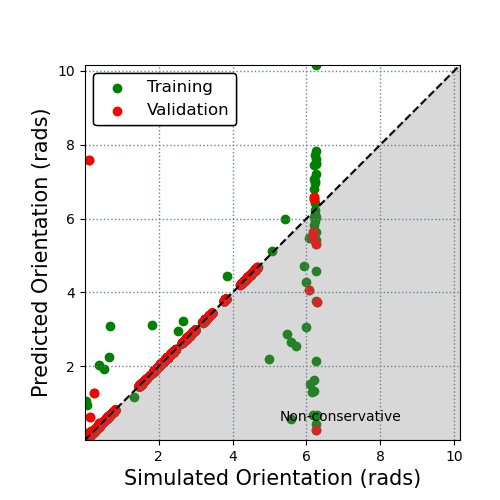 10
Training
Validation
8
6
4
2
Non-conservative
2
4
6
8
10
Predicted Orientation (rads)
Simulated Orientation (rads)